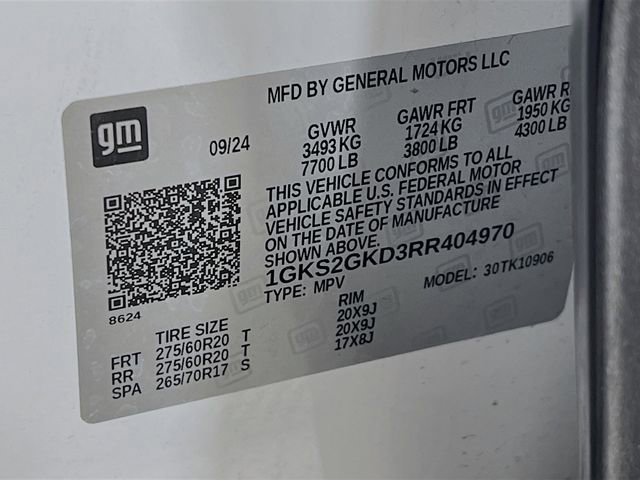 MFD BY GENERAL MOTORS LLC
gm
09/24
GVWR
3493 KG
7700 LB
GAWR FRT
1724 KG
3800 LB
GAWR R
1950 KG
4300 LB
THIS VEHICLE CONFORMS TO ALL
APPLICABLE U.S. FEDERAL MOTOR
VEHICLE SAFETY STANDARDS IN EFFECT
ON THE DATE OF MANUFACTURE
SHOWN ABOVE.
1GKS2GKD3RR404970
TYPE: MPV
MODEL: 30TK10906
8624
TIRE SIZE
RIM
FRT 275/60R20 T 20X9J
RR 275/60R20 T 20X9J
SPA 265/70R17 S 17X8J